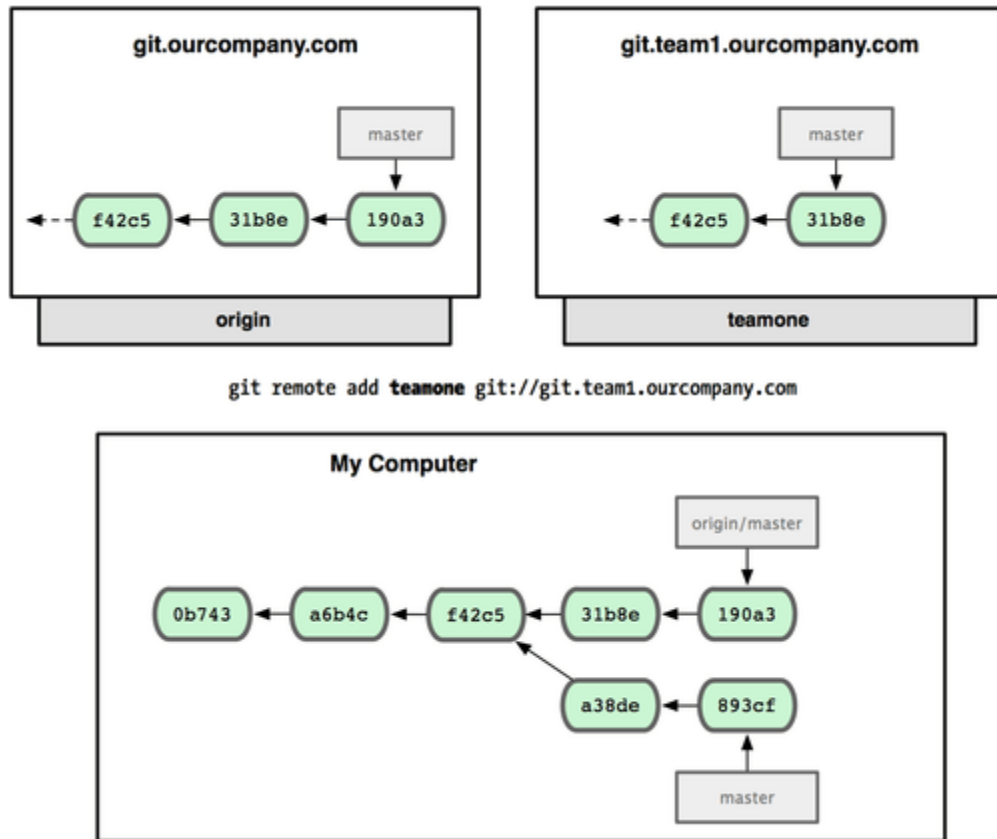 git.ourcompany.com
master
f42c5
31b8e
190a3
origin
git.team1.ourcompany.com
master
f42c5
31b8e
teamone
git remote add teamone git://git.team1.ourcompany.com
My Computer
origin/master
0b743
a6b4c
f42c5
31b8e
190a3
a38de
893cf
master